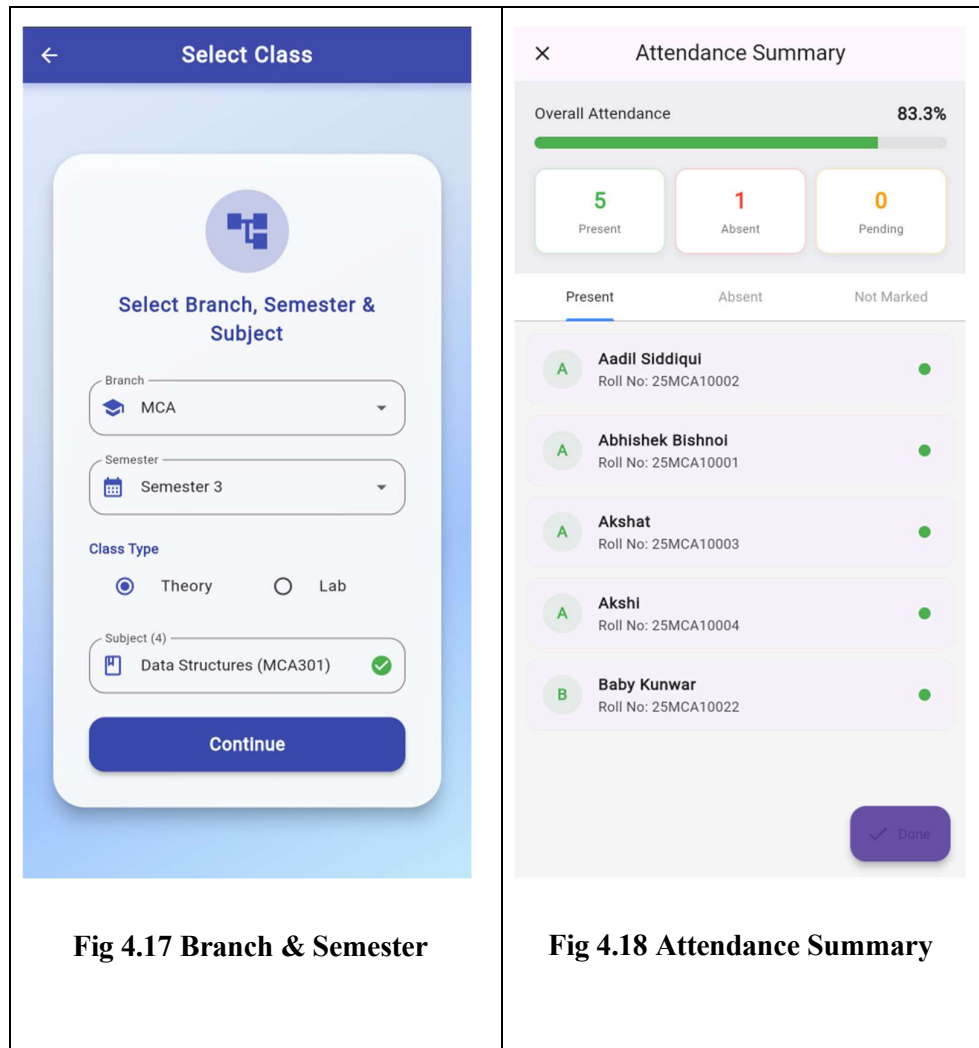 Select Class
Select Branch, Semester &
Subject
Branch
MCA
Semester
Semester 3
Class Type
Theory
Lab
Subject (4)
Data Structures (MCA301)
Continue
Fig 4.17 Branch & Semester
Attendance Summary
Overall Attendance
83.3%
5
Present
1
Absent
0
Pending
Present
Absent
Not Marked
A
Aadil Siddiqui
Roll No: 25MCA10002
A
Abhishek Bishnoi
Roll No: 25MCA10001
A
Akshat
Roll No: 25MCA10003
A
Akshi
Roll No: 25MCA10004
B
Baby Kunwar
Roll No: 25MCA10022
Done
Fig 4.18 Attendance Summary